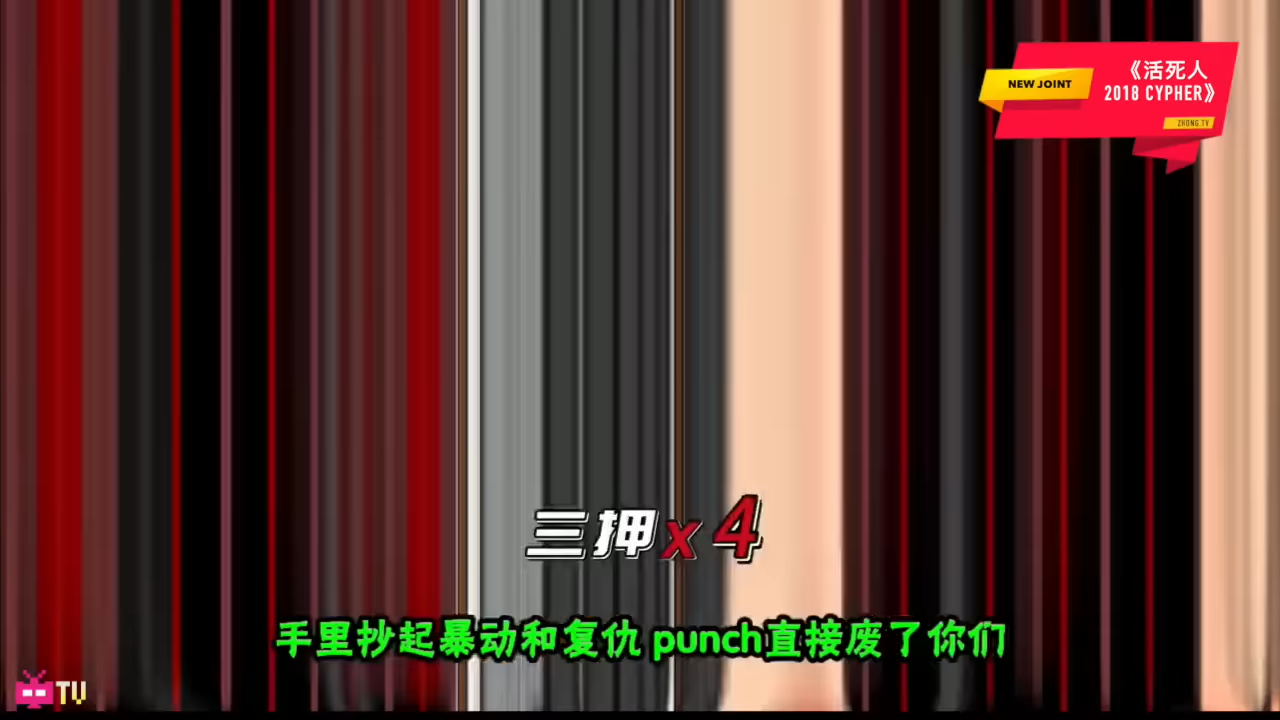 《活死人
NEW JOINT
2018 CYPHER》
ZHONG.TV
三押x4
手里抄起暴动和复仇 punch直接废了你们
TV